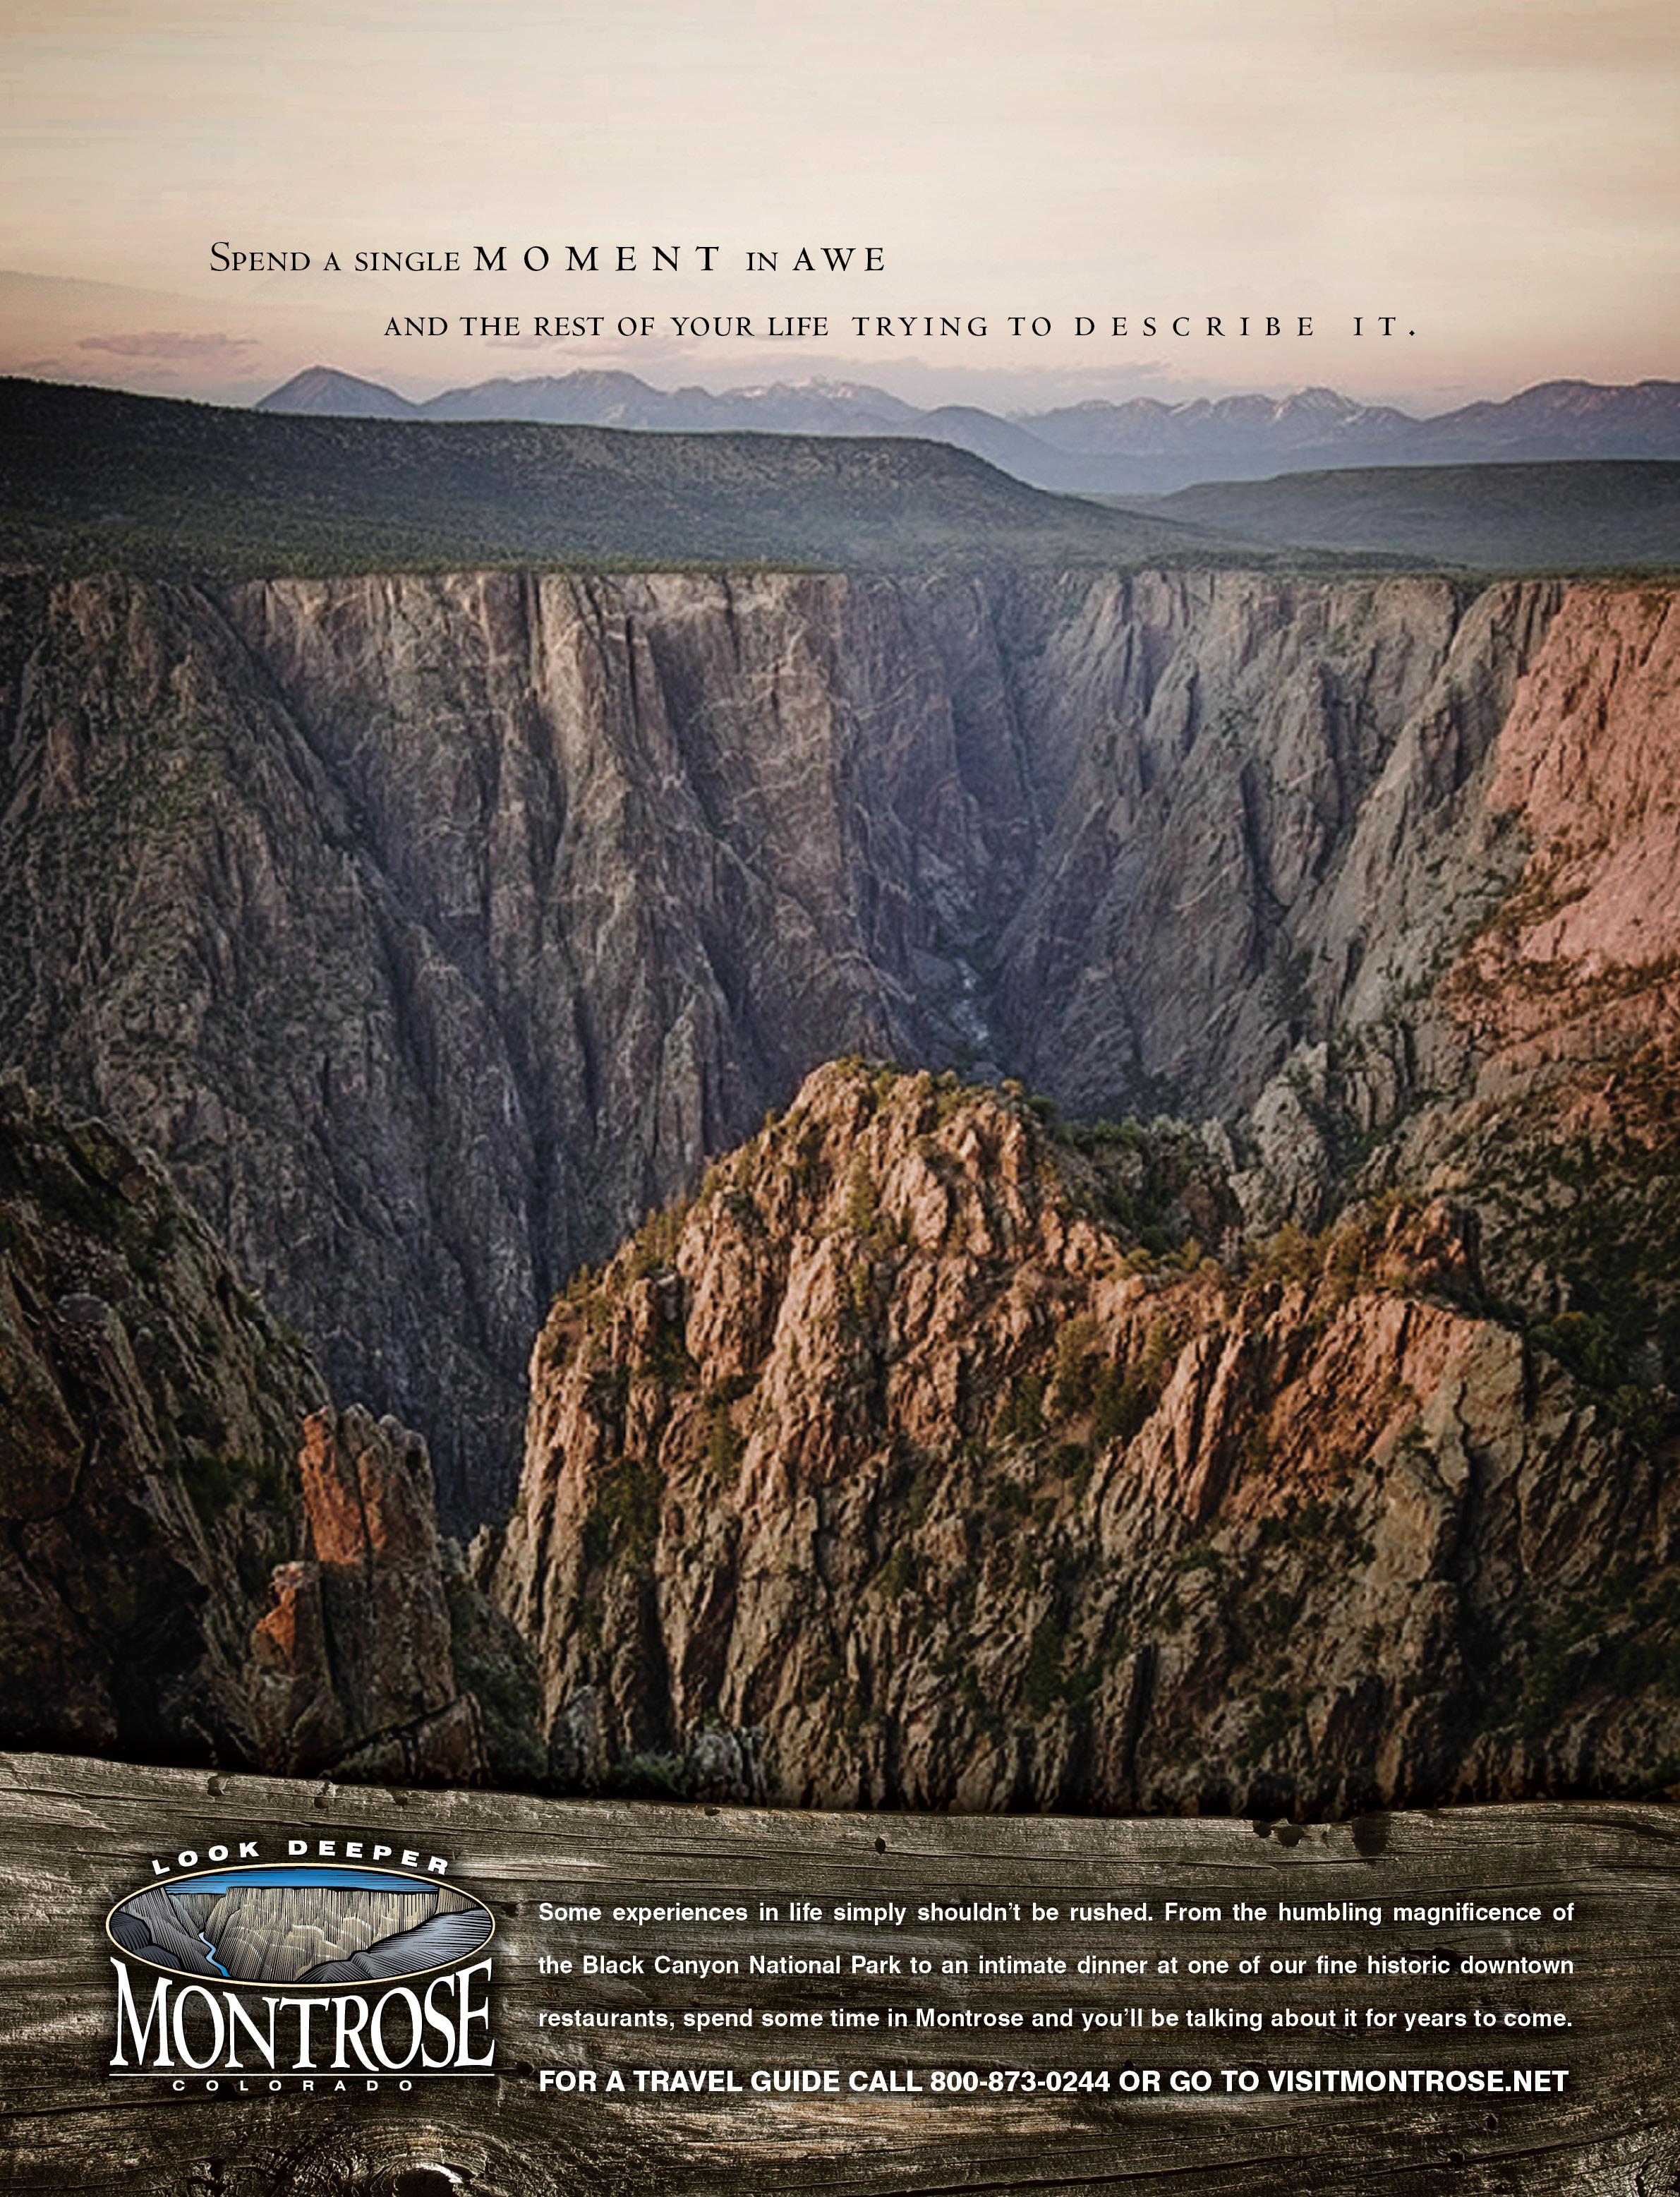 Spend a single MOMENT in AWE
and the rest of your life trying to DESCRIBE IT.
LOOK DEEPER
MONTROSE
COLORADO
Some experiences in life simply shouldn't be rushed. From the humbling magnificence of
the Black Canyon National Park to an intimate dinner at one of our fine historic downtown
restaurants, spend some time in Montrose and you'll be talking about it for years to come.
FOR A TRAVEL GUIDE CALL 800-873-0244 OR GO TO VISITMONTROSE.NET